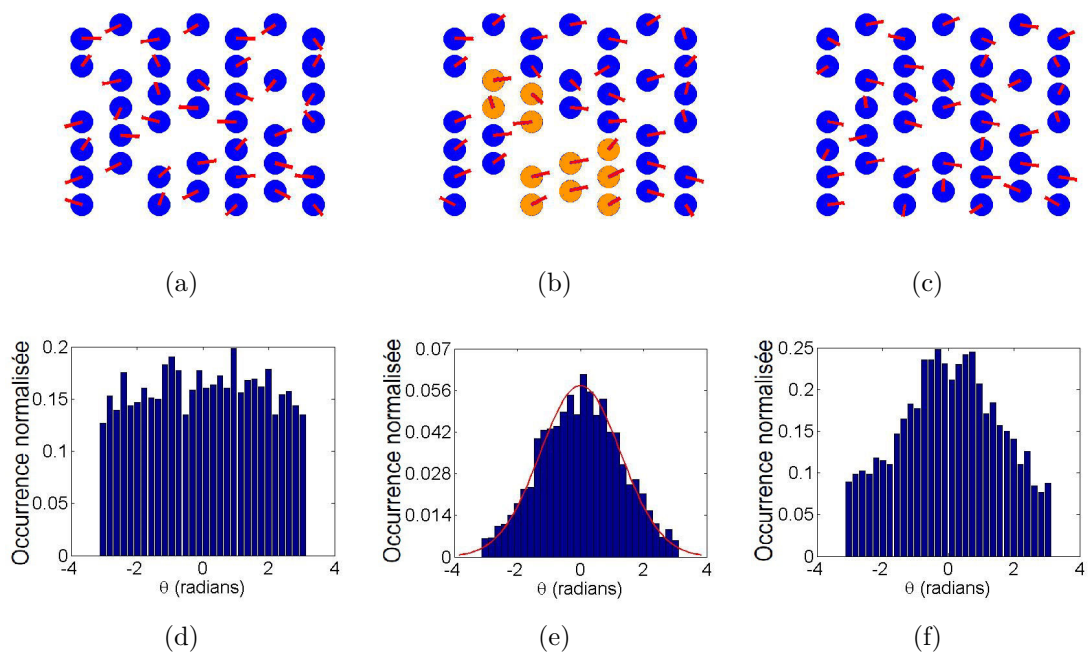 (a)
(b)
(c)
Occurrence normalisée
0.2
0.15
0.1
0.05
0
-4
-2
0
2
4
θ (radians)
Occurrence normalisée
0.07
0.056
0.042
0.028
0.014
0
-4
-2
0
2
4
θ (radians)
Occurrence normalisée
0.25
0.2
0.15
0.1
0.05
0
-4
-2
0
2
4
θ (radians)
(d)
(e)
(f)